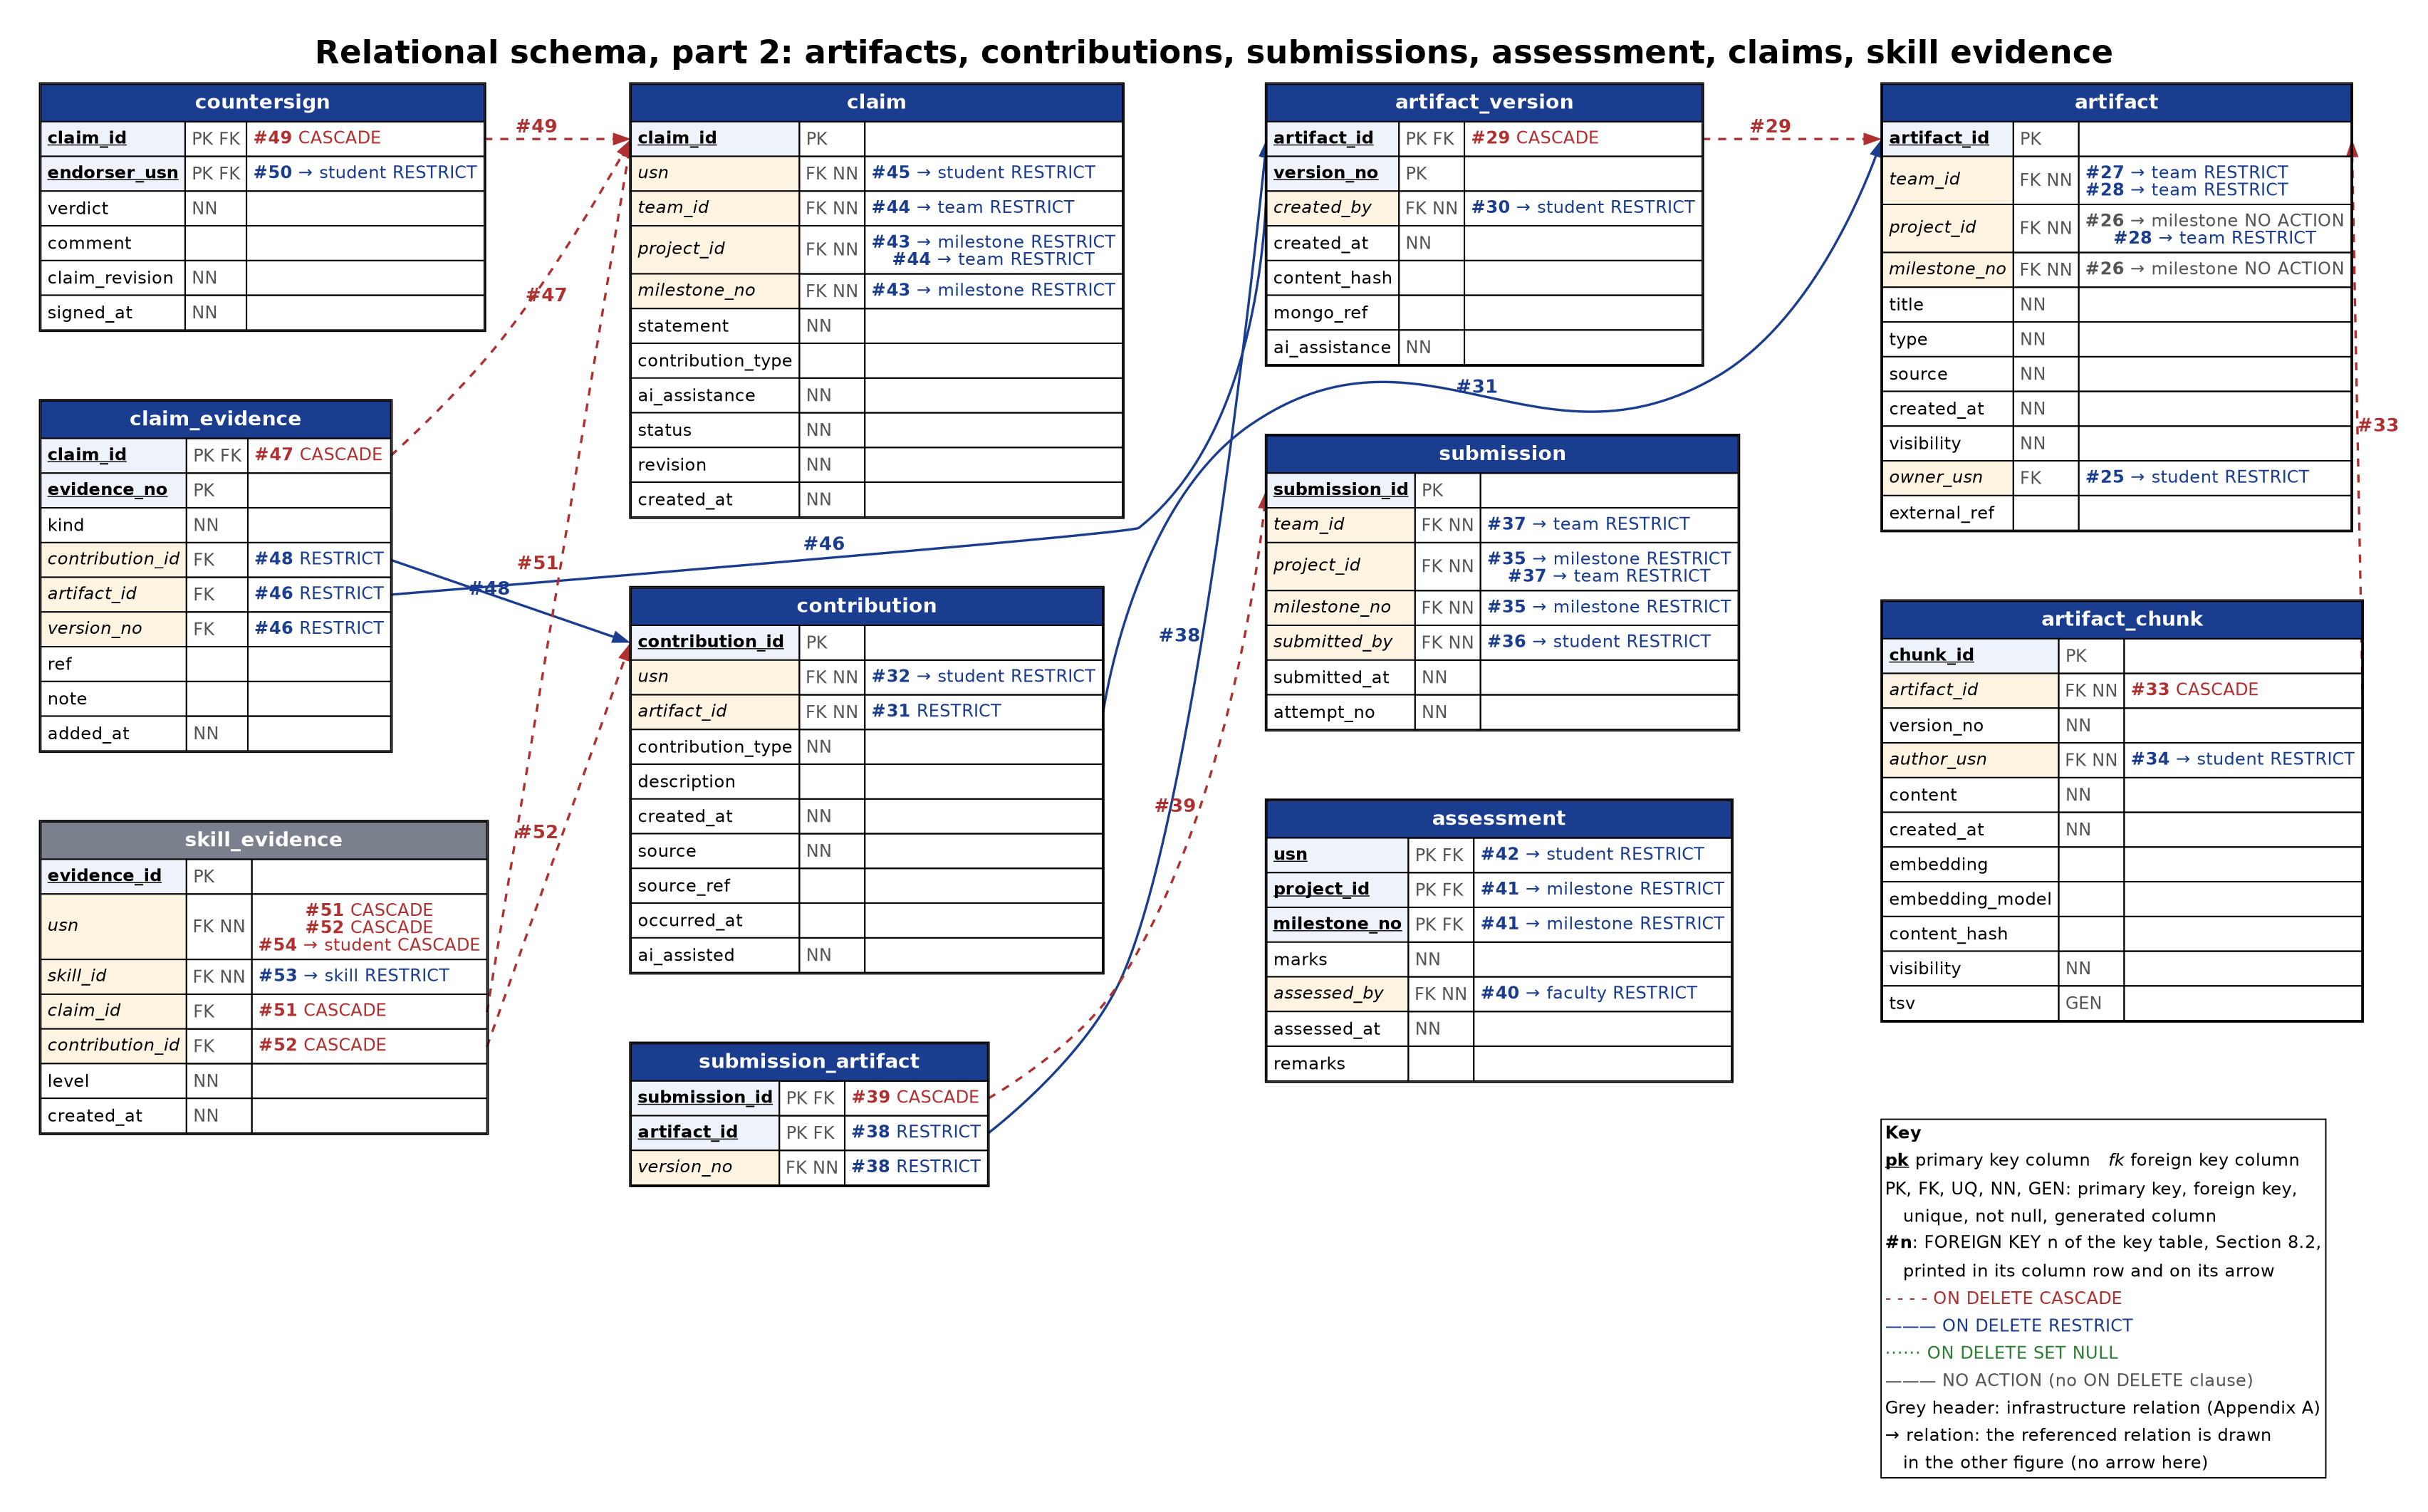 Relational schema, part 2: artifacts, contributions, submissions, assessment, claims, skill evidence
countersign
claim_id PK FK #49 CASCADE
endorser_usn PK FK #50 → student RESTRICT
verdict NN
comment
claim_revision NN
signed_at NN
#49
claim_evidence
claim_id PK FK #47 CASCADE
evidence_no PK
kind NN
contribution_id FK #48 RESTRICT
artifact_id FK #46 RESTRICT
version_no FK #46 RESTRICT
ref
note
added_at NN
#47
#48
#46
skill_evidence
evidence_id PK
usn FK NN #51 CASCADE
#52 CASCADE
#54 → student CASCADE
skill_id FK NN #53 → skill RESTRICT
claim_id FK #51 CASCADE
contribution_id FK #52 CASCADE
level NN
created_at NN
#51
#52
claim
claim_id PK
usn FK NN #45 → student RESTRICT
team_id FK NN #44 → team RESTRICT
project_id FK NN #43 → milestone RESTRICT
#44 → team RESTRICT
milestone_no FK NN #43 → milestone RESTRICT
statement NN
contribution_type
ai_assistance NN
status NN
revision NN
created_at NN
contribution
contribution_id PK
usn FK NN #32 → student RESTRICT
artifact_id FK NN #31 RESTRICT
contribution_type NN
description
created_at NN
source NN
source_ref
occurred_at
ai_assisted NN
submission_artifact
submission_id PK FK #39 CASCADE
artifact_id PK FK #38 RESTRICT
version_no FK NN #38 RESTRICT
#38
#39
artifact_version
artifact_id PK FK #29 CASCADE
version_no PK
created_by FK NN #30 → student RESTRICT
created_at NN
content_hash
mongo_ref
ai_assistance NN
#29
#31
submission
submission_id PK
team_id FK NN #37 → team RESTRICT
project_id FK NN #35 → milestone RESTRICT
#37 → team RESTRICT
milestone_no FK NN #35 → milestone RESTRICT
submitted_by FK NN #36 → student RESTRICT
submitted_at NN
attempt_no NN
assessment
usn PK FK #42 → student RESTRICT
project_id PK FK #41 → milestone RESTRICT
milestone_no PK FK #41 → milestone RESTRICT
marks NN
assessed_by FK NN #40 → faculty RESTRICT
assessed_at NN
remarks
artifact
artifact_id PK
team_id FK NN #27 → team RESTRICT
#28 → team RESTRICT
project_id FK NN #26 → milestone NO ACTION
#28 → team RESTRICT
milestone_no FK NN #26 → milestone NO ACTION
title NN
type NN
source NN
created_at NN
visibility NN
owner_usn FK #25 → student RESTRICT
external_ref
#33
artifact_chunk
chunk_id PK
artifact_id FK NN #33 CASCADE
version_no NN
author_usn FK NN #34 → student RESTRICT
content NN
created_at NN
embedding
embedding_model
content_hash
visibility NN
tsv GEN
Key
pk primary key column fk foreign key column
PK, FK, UQ, NN, GEN: primary key, foreign key,
unique, not null, generated column
#n: FOREIGN KEY n of the key table, Section 8.2,
printed in its column row and on its arrow
- - - - ON DELETE CASCADE
——— ON DELETE RESTRICT
······ ON DELETE SET NULL
——— NO ACTION (no ON DELETE clause)
Grey header: infrastructure relation (Appendix A)
→ relation: the referenced relation is drawn
in the other figure (no arrow here)